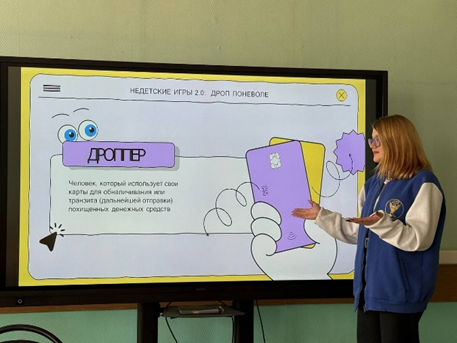 НЕДЕТСКИЕ ИГРЫ 2.0: ДРОП ПОНЕВОЛЕ
ДРОППЕР
Человек, который использует свои
карты для обналичивания или
транзита (дальнейшей отправки)
похищенных денежных средств